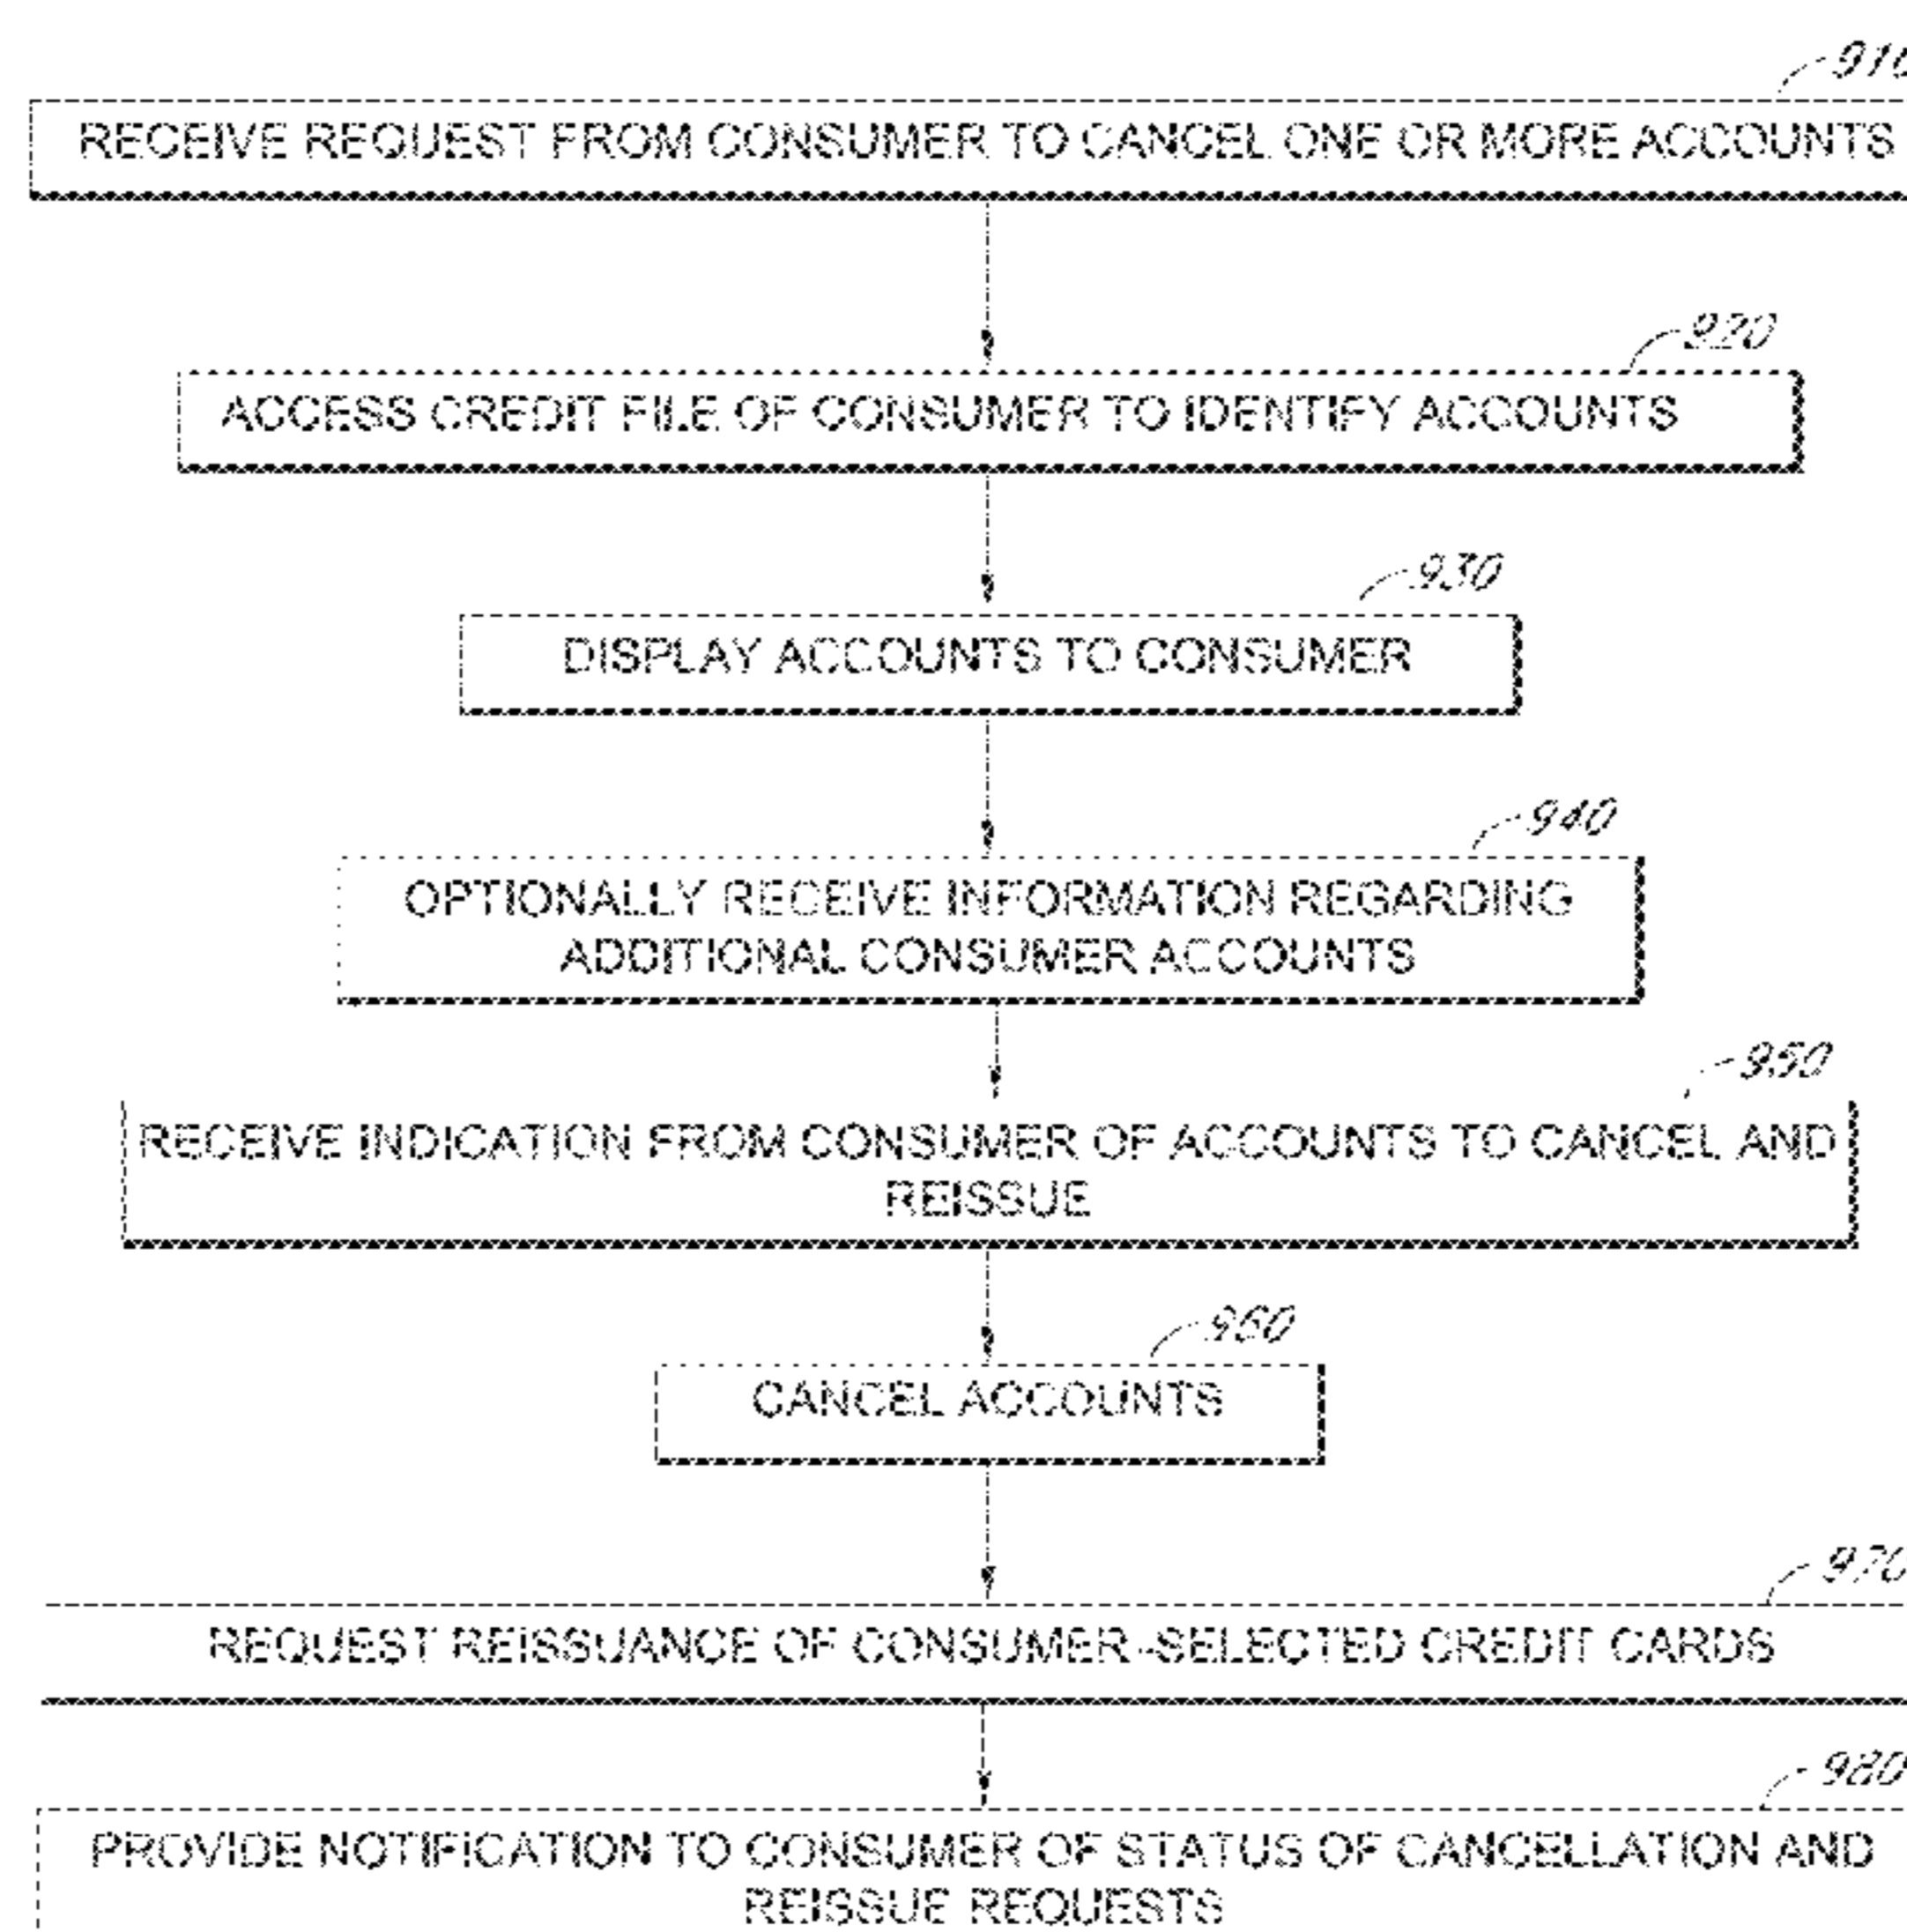 910
RECEIVE REQUEST FROM CONSUMER TO CANCEL ONE OR MORE ACCOUNTS
920
ACCESS CREDIT FILE OF CONSUMER TO IDENTIFY ACCOUNTS
930
DISPLAY ACCOUNTS TO CONSUMER
940
OPTIONALLY RECEIVE INFORMATION REGARDING
ADDITIONAL CONSUMER ACCOUNTS
950
RECEIVE INDICATION FROM CONSUMER OF ACCOUNTS TO CANCEL AND
REISSUE
960
CANCEL ACCOUNTS
970
REQUEST REISSUANCE OF CONSUMER-SELECTED CREDIT CARDS
980
PROVIDE NOTIFICATION TO CONSUMER OF STATUS OF CANCELLATION AND
REISSUE REQUESTS